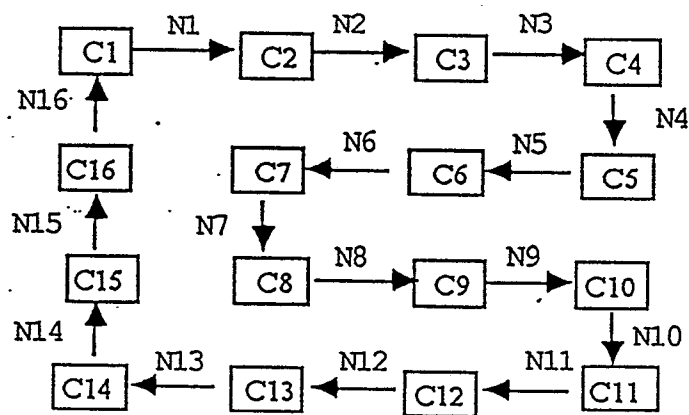 N1 N2 N3
C1 C2 C3 C4
N16 N4
N6 N5
C16 C7 C6 C5
N15 N7
N8 N9
C15 C8 C9 C10
N14 N10
N13 N12 N11
C14 C13 C12 C11